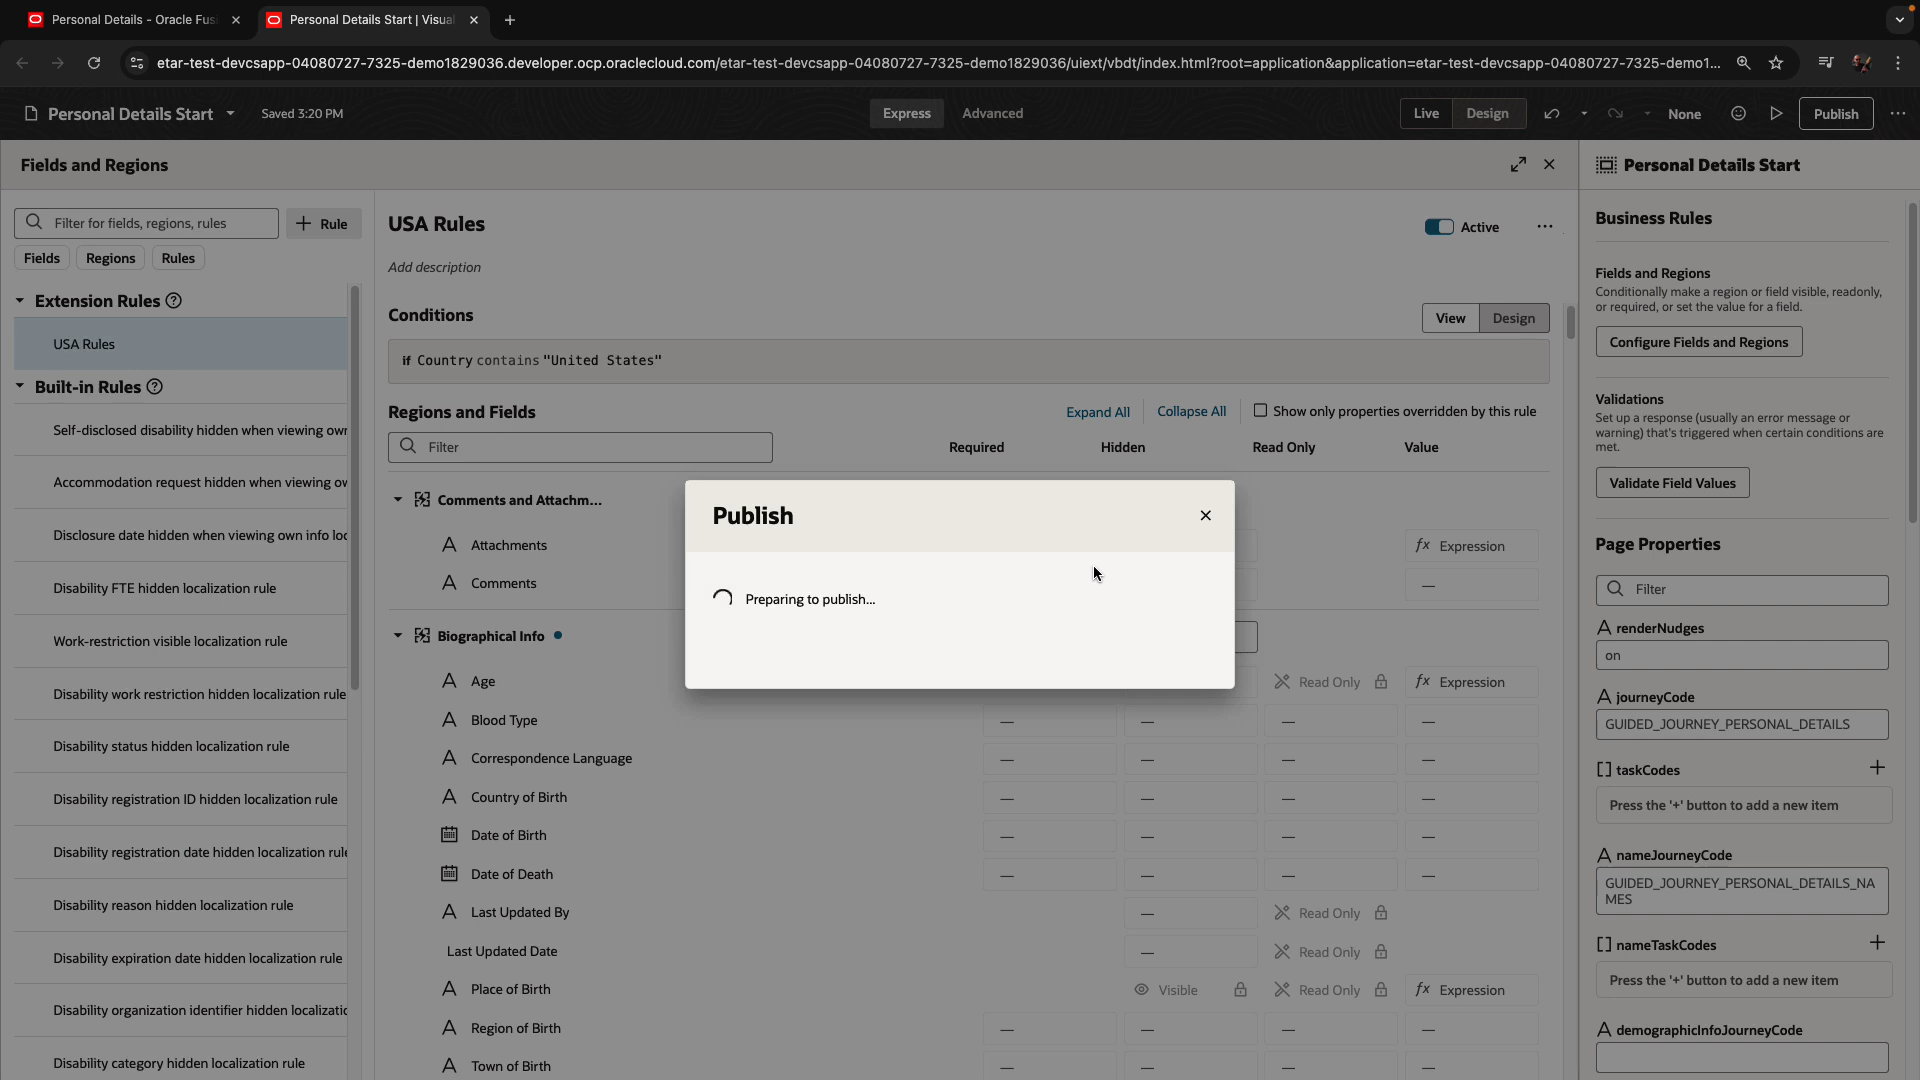 Personal Details - Oracle Fus
Personal Details Start | Visual
etar-test-devcsapp-04080727-7325-demo1829036.developer.ocp.oraclecloud.com/etar-test-devcsapp-04080727-7325-demo1829036/uiext/vbdt/index.html?root=application&application=etar-test-devcsapp-04080727-7325-demo1...
Personal Details Start
Saved 3:20 PM
Express
Advanced
Live
Design
None
Publish
Fields and Regions
Filter for fields, regions, rules
Rule
Fields
Regions
Rules
Extension Rules
USA Rules
Built-in Rules
Self-disclosed disability hidden when viewing own
Accommodation request hidden when viewing ow
Disclosure date hidden when viewing own info loc
Disability FTE hidden localization rule
Work-restriction visible localization rule
Disability work restriction hidden localization rule
Disability status hidden localization rule
Disability registration ID hidden localization rule
Disability registration date hidden localization rule
Disability reason hidden localization rule
Disability expiration date hidden localization rule
Disability organization identifier hidden localizatio
Disability category hidden localization rule
USA Rules
Active
Add description
Conditions
View
Design
if Country contains "United States"
Regions and Fields
Expand All
Collapse All
Show only properties overridden by this rule
Filter
Required
Hidden
Read Only
Value
Comments and Attachm...
Attachments
fx Expression
Comments
—
Biographical Info
Age
Read Only
fx Expression
Blood Type
— — — —
Correspondence Language
— — — —
Country of Birth
— — — —
Date of Birth
— — — —
Date of Death
— — — —
Last Updated By
—
Read Only
Last Updated Date
—
Read Only
Place of Birth
Visible
Read Only
fx Expression
Region of Birth
— — — —
Town of Birth
— — — —
Publish
Preparing to publish...
Personal Details Start
Business Rules
Fields and Regions
Conditionally make a region or field visible, readonly,
or required, or set the value for a field.
Configure Fields and Regions
Validations
Set up a response (usually an error message or
warning) that's triggered when certain conditions are
met.
Validate Field Values
Page Properties
Filter
renderNudges
on
journeyCode
GUIDED_JOURNEY_PERSONAL_DETAILS
taskCodes
Press the '+' button to add a new item
nameJourneyCode
GUIDED_JOURNEY_PERSONAL_DETAILS_NA
MES
nameTaskCodes
Press the '+' button to add a new item
demographicInfoJourneyCode